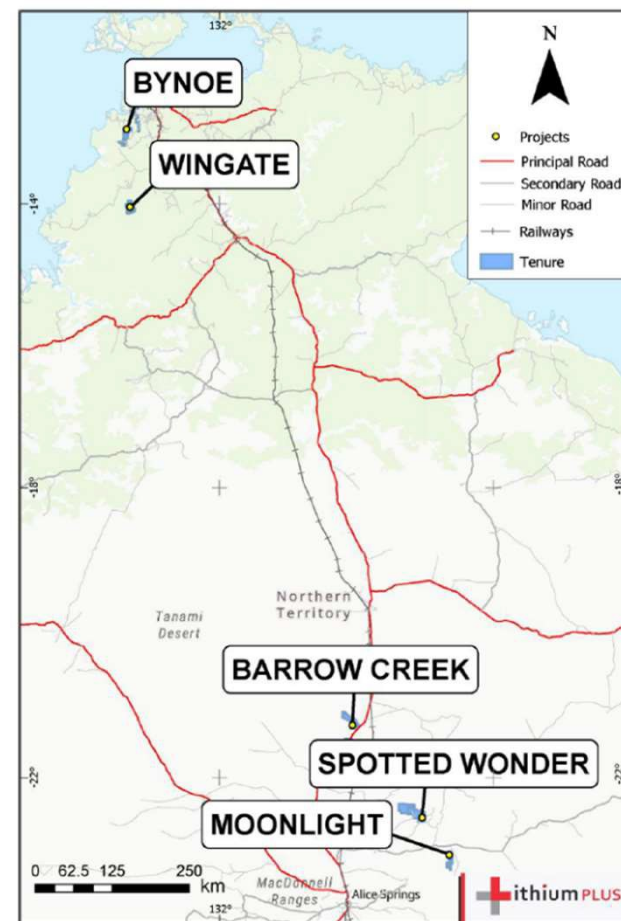 132°
N
BYNOE
WINGATE
Projects
Principal Road
Secondary Road
Minor Road
Railways
Tenure
-14°
-18°
-18°
Northern
Territory
Tanami
Desert
BARROW CREEK
SPOTTED WONDER
-22°
-22°
MOONLIGHT
0 62.5 125 250
km
MacDonnell
Ranges
Alice Springs
132°
ithium PLUS